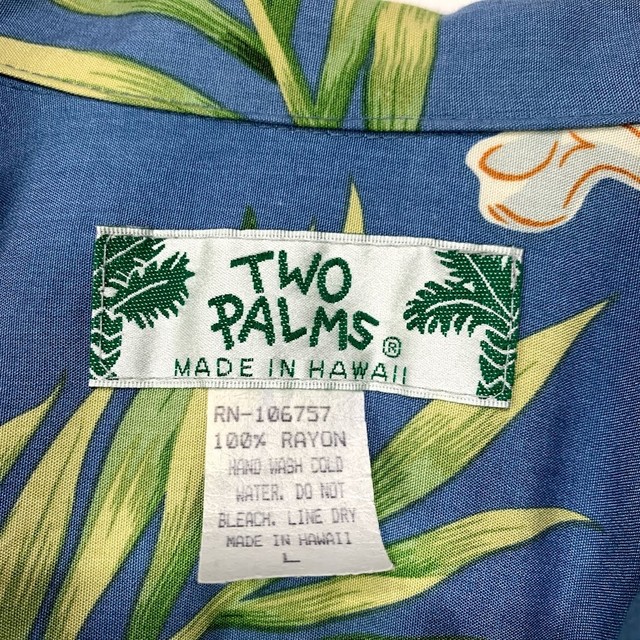 TWO
PALMS®
MADE IN HAWAII
RN-106757
100% RAYON
HAND WASH COLD
WATER. DO NOT
BLEACH. LINE DRY
MADE IN HAWAII
L